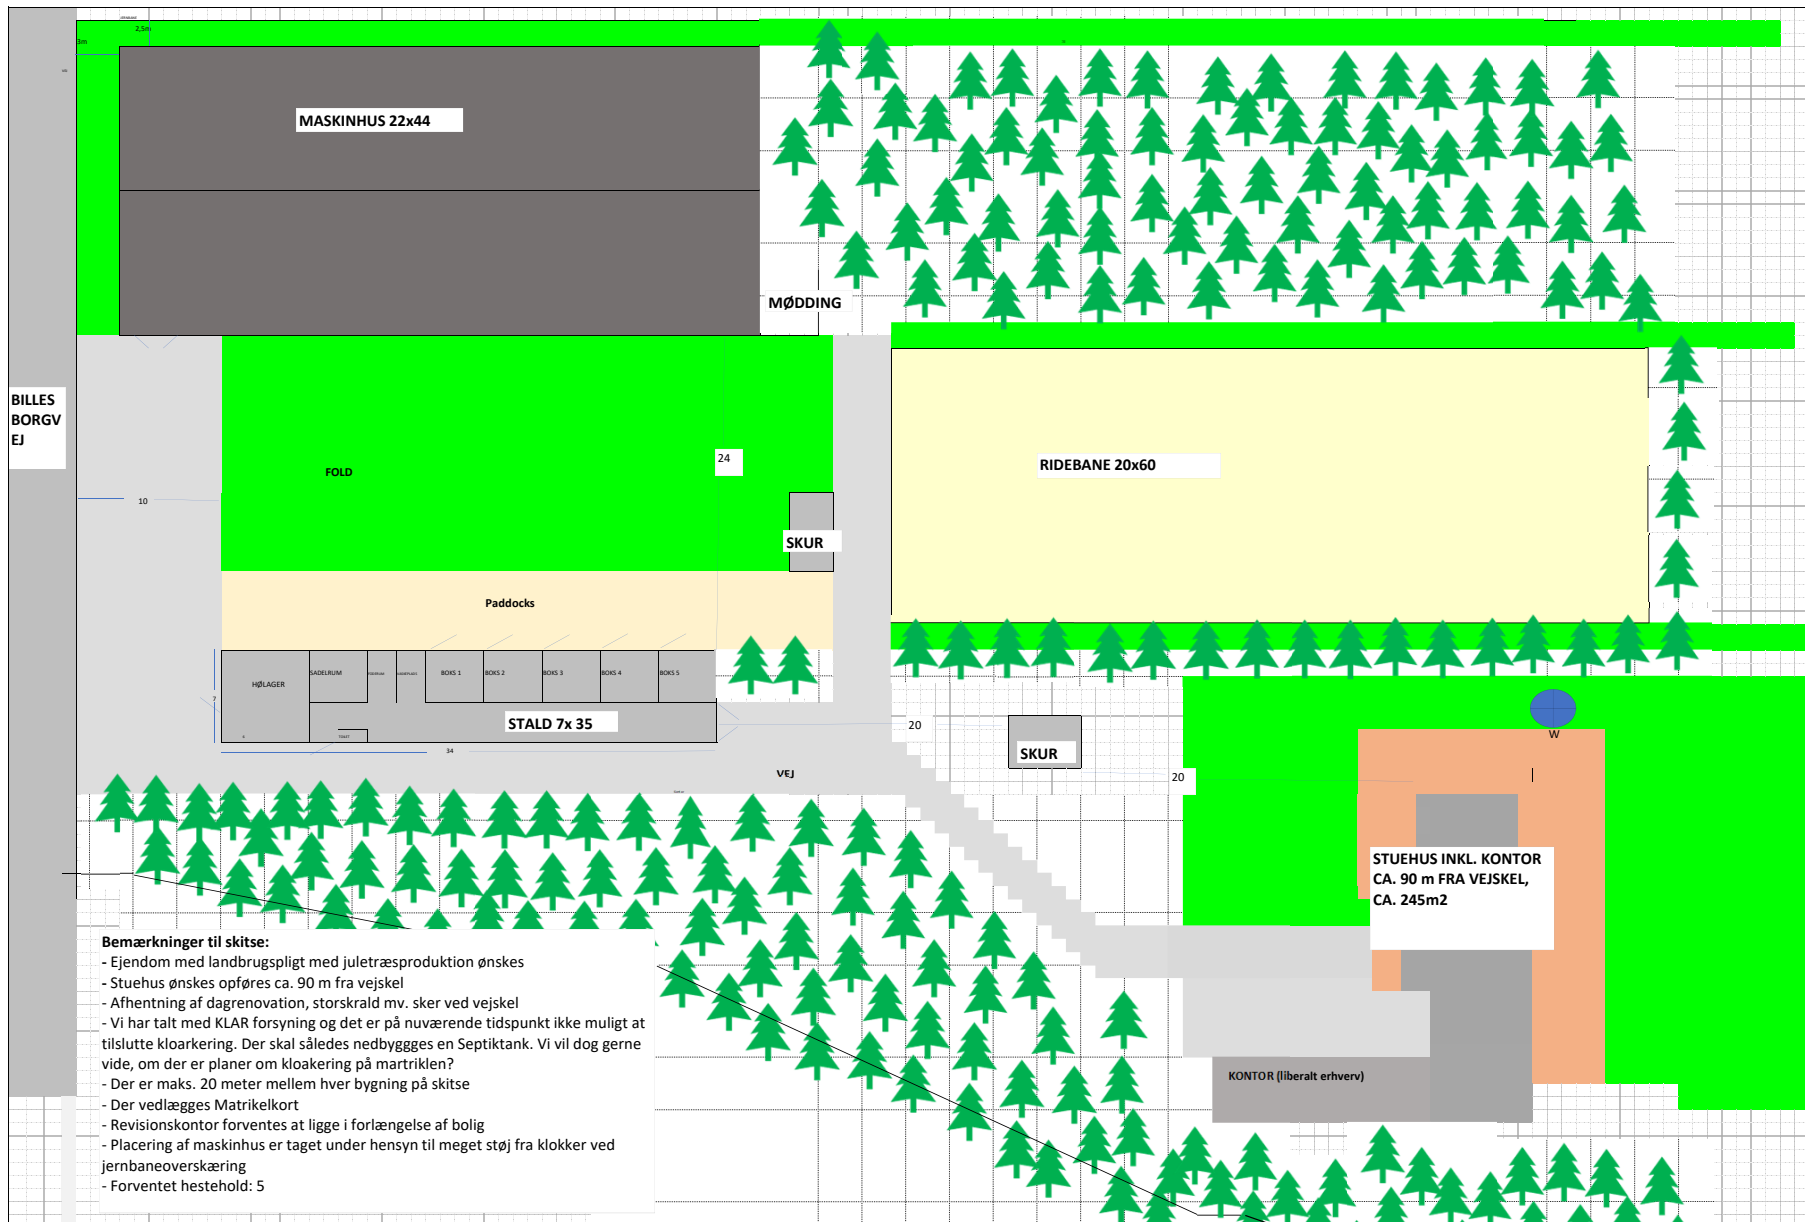 2,5m
3m
MASKINHUS 22x44
MØDDING
BILLES
BORGV
EJ
FOLD
24
RIDEBANE 20x60
10
SKUR
Paddocks
HØLAGER
SADELRUM
BOKS 1
BOKS 2
BOKS 3
BOKS 4
BOKS 5
7
STALD 7x 35
TOILET
34
20
SKUR
VEJ
20
W
STUEHUS INKL. KONTOR
CA. 90 m FRA VEJSKEL,
CA. 245m2
KONTOR (liberalt erhverv)
Bemærkninger til skitse:
- Ejendom med landbrugspligt med juletræsproduktion ønskes
- Stuehus ønskes opføres ca. 90 m fra vejskel
- Afhentning af dagrenovation, storskrald mv. sker ved vejskel
- Vi har talt med KLAR forsyning og det er på nuværende tidspunkt ikke muligt at
tilslutte kloarkering. Der skal således nedbyggges en Septiktank. Vi vil dog gerne
vide, om der er planer om kloakering på martriklen?
- Der er maks. 20 meter mellem hver bygning på skitse
- Der vedlægges Matrikelkort
- Revisionskontor forventes at ligge i forlængelse af bolig
- Placering af maskinhus er taget under hensyn til meget støj fra klokker ved
jernbaneoverskæring
- Forventet hestehold: 5